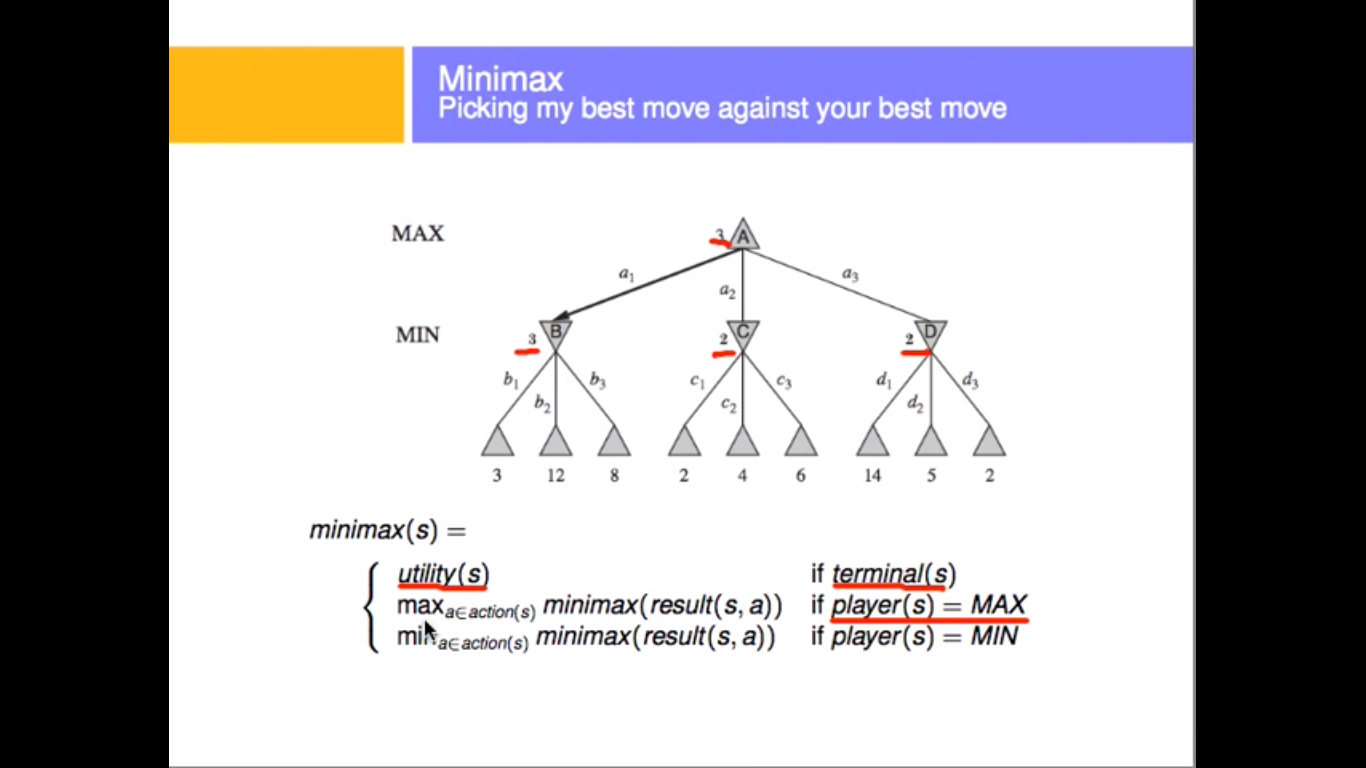 Minimax
Picking my best move against your best move
MAX
3 A
a1 a2 a3
MIN
3 B 2 C 2 D
b1 b2 b3 c1 c2 c3 d1 d2 d3
3 12 8 2 4 6 14 5 2
minimax(s) =
utility(s) if terminal(s)
max a∈action(s) minimax(result(s, a)) if player(s) = MAX
min a∈action(s) minimax(result(s, a)) if player(s) = MIN